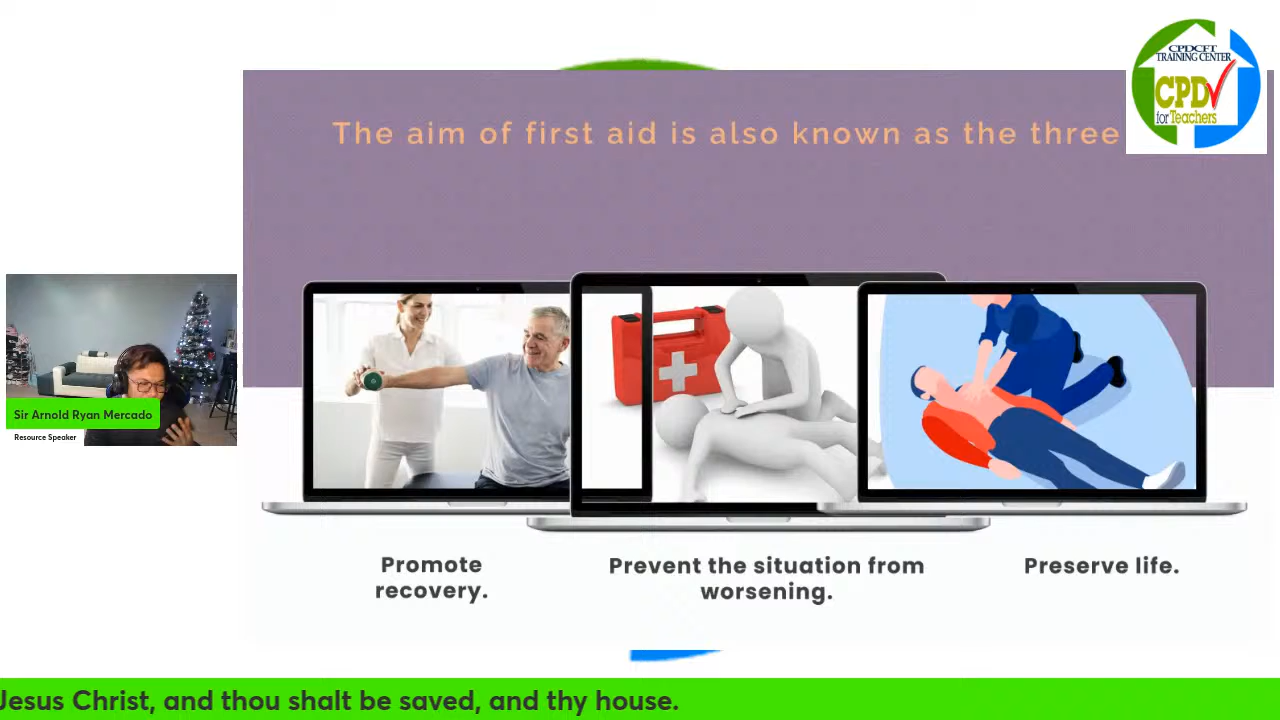 CPDCFT
TRAINING CENTER
CPD
for Teachers
The aim of first aid is also known as the three
Sir Arnold Ryan Mercado
Resource Speaker
Promote
recovery.
Prevent the situation from
worsening.
Preserve life.
Jesus Christ, and thou shalt be saved, and thy house.